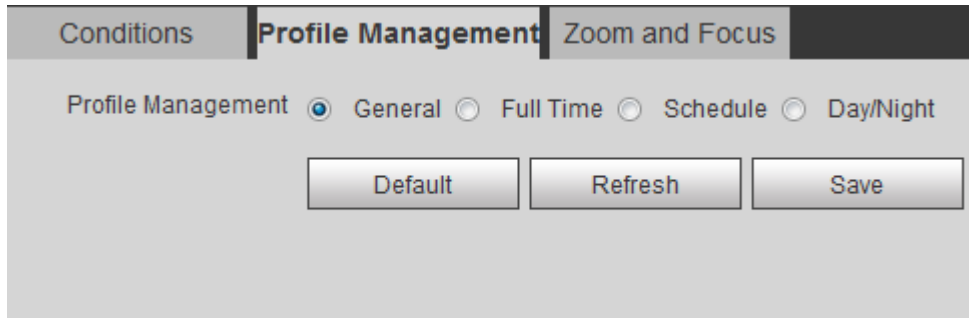 Conditions Profile Management Zoom and Focus
Profile Management General Full Time Schedule Day/Night
Default Refresh Save